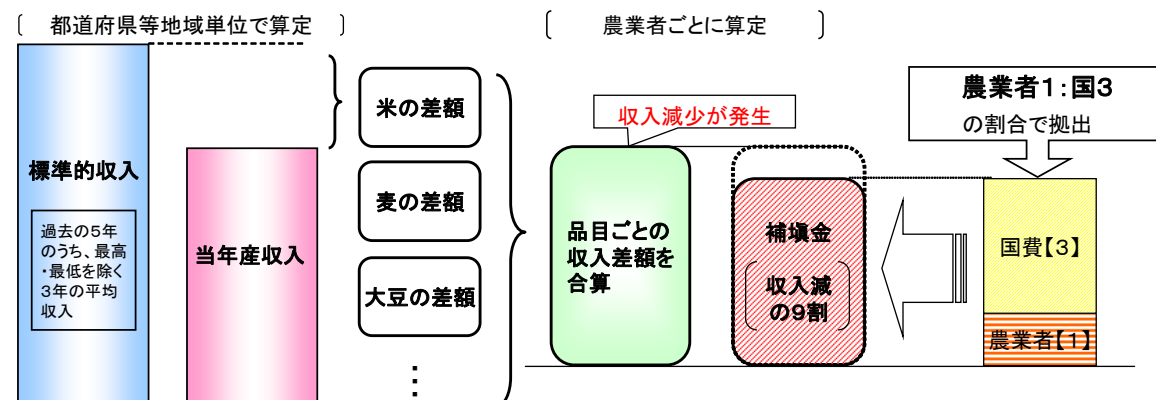 〔 都道府県等地域単位で算定 〕
〔 農業者ごとに算定 〕
標準的収入
過去の5年
のうち、最高
・最低を除く
3年の平均
収入
当年産収入
米の差額
麦の差額
大豆の差額
⋮
収入減少が発生
品目ごとの
収入差額を
合算
補塡金
収入減
の9割
農業者1：国3
の割合で拠出
国費【3】
農業者【1】